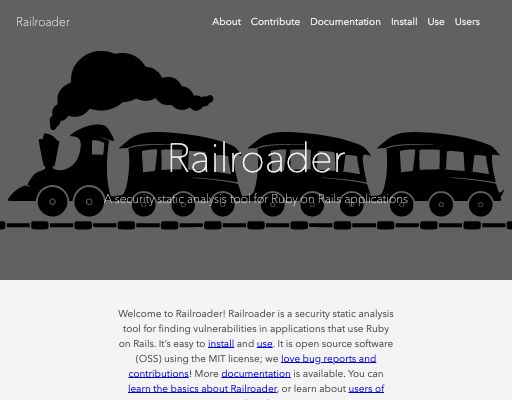 Railroader
About Contribute Documentation Install Use Users
Railroader
A security static analysis tool for Ruby on Rails applications
Welcome to Railroader! Railroader is a security static analysis
tool for finding vulnerabilities in applications that use Ruby
on Rails. It's easy to install and use. It is open source software
(OSS) using the MIT license; we love bug reports and
contributions! More documentation is available. You can
learn the basics about Railroader, or learn about users of